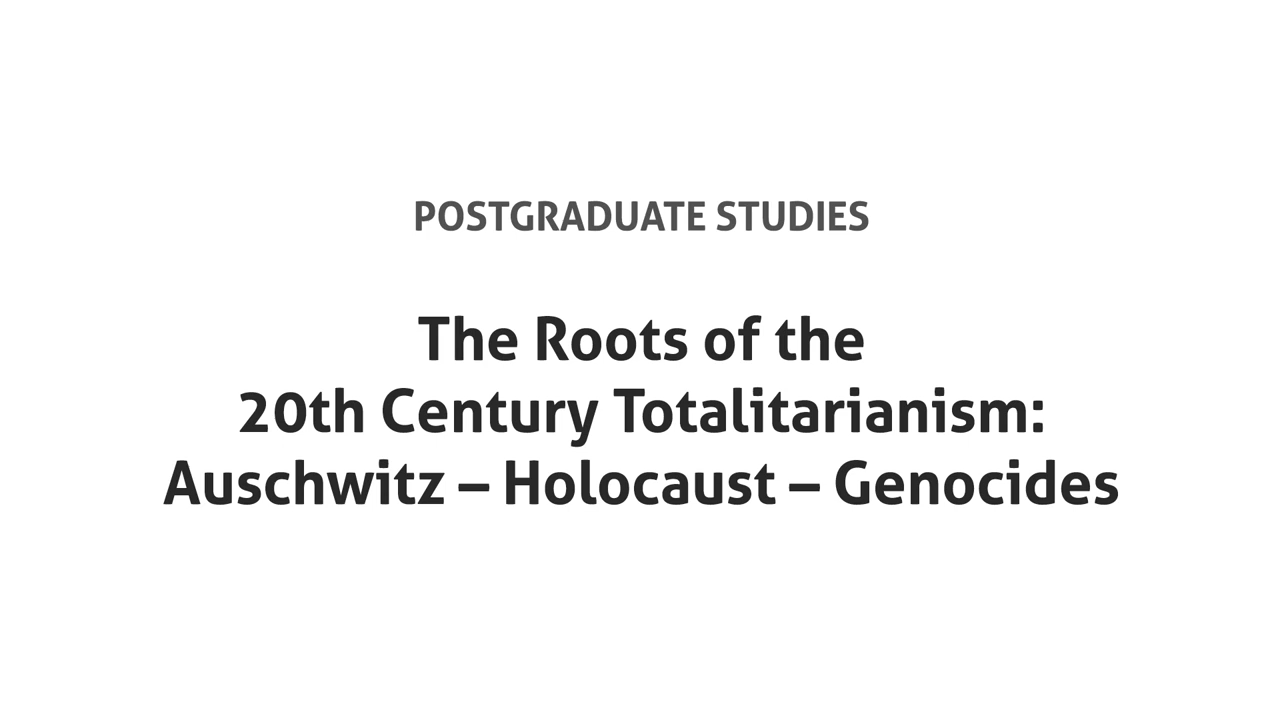 POSTGRADUATE STUDIES
The Roots of the
20th Century Totalitarianism:
Auschwitz – Holocaust – Genocides